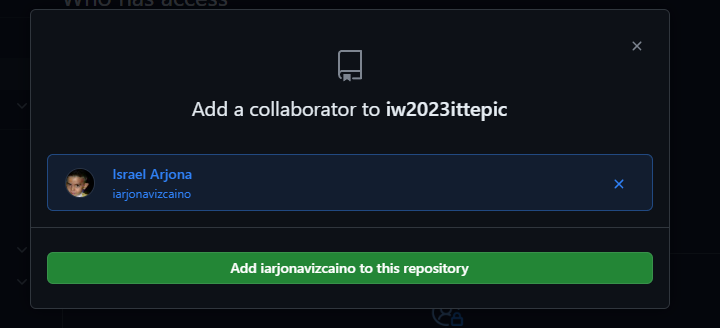 Who has access
Add a collaborator to iw2023ittepic
Israel Arjona
iarjonavizcaino
Add iarjonavizcaino to this repository